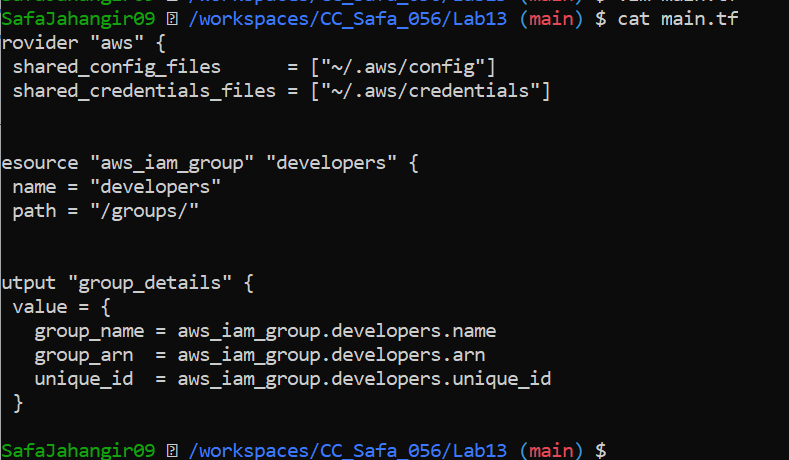 SafaJahangir09 /workspaces/CC_Safa_056/Lab13 (main) $ cat main.tf
rovider "aws" {
 shared_config_files      = ["~/.aws/config"]
 shared_credentials_files = ["~/.aws/credentials"]
esource "aws_iam_group" "developers" {
 name = "developers"
 path = "/groups/"
utput "group_details" {
 value = {
   group_name = aws_iam_group.developers.name
   group_arn  = aws_iam_group.developers.arn
   unique_id  = aws_iam_group.developers.unique_id
 }
SafaJahangir09 /workspaces/CC_Safa_056/Lab13 (main) $